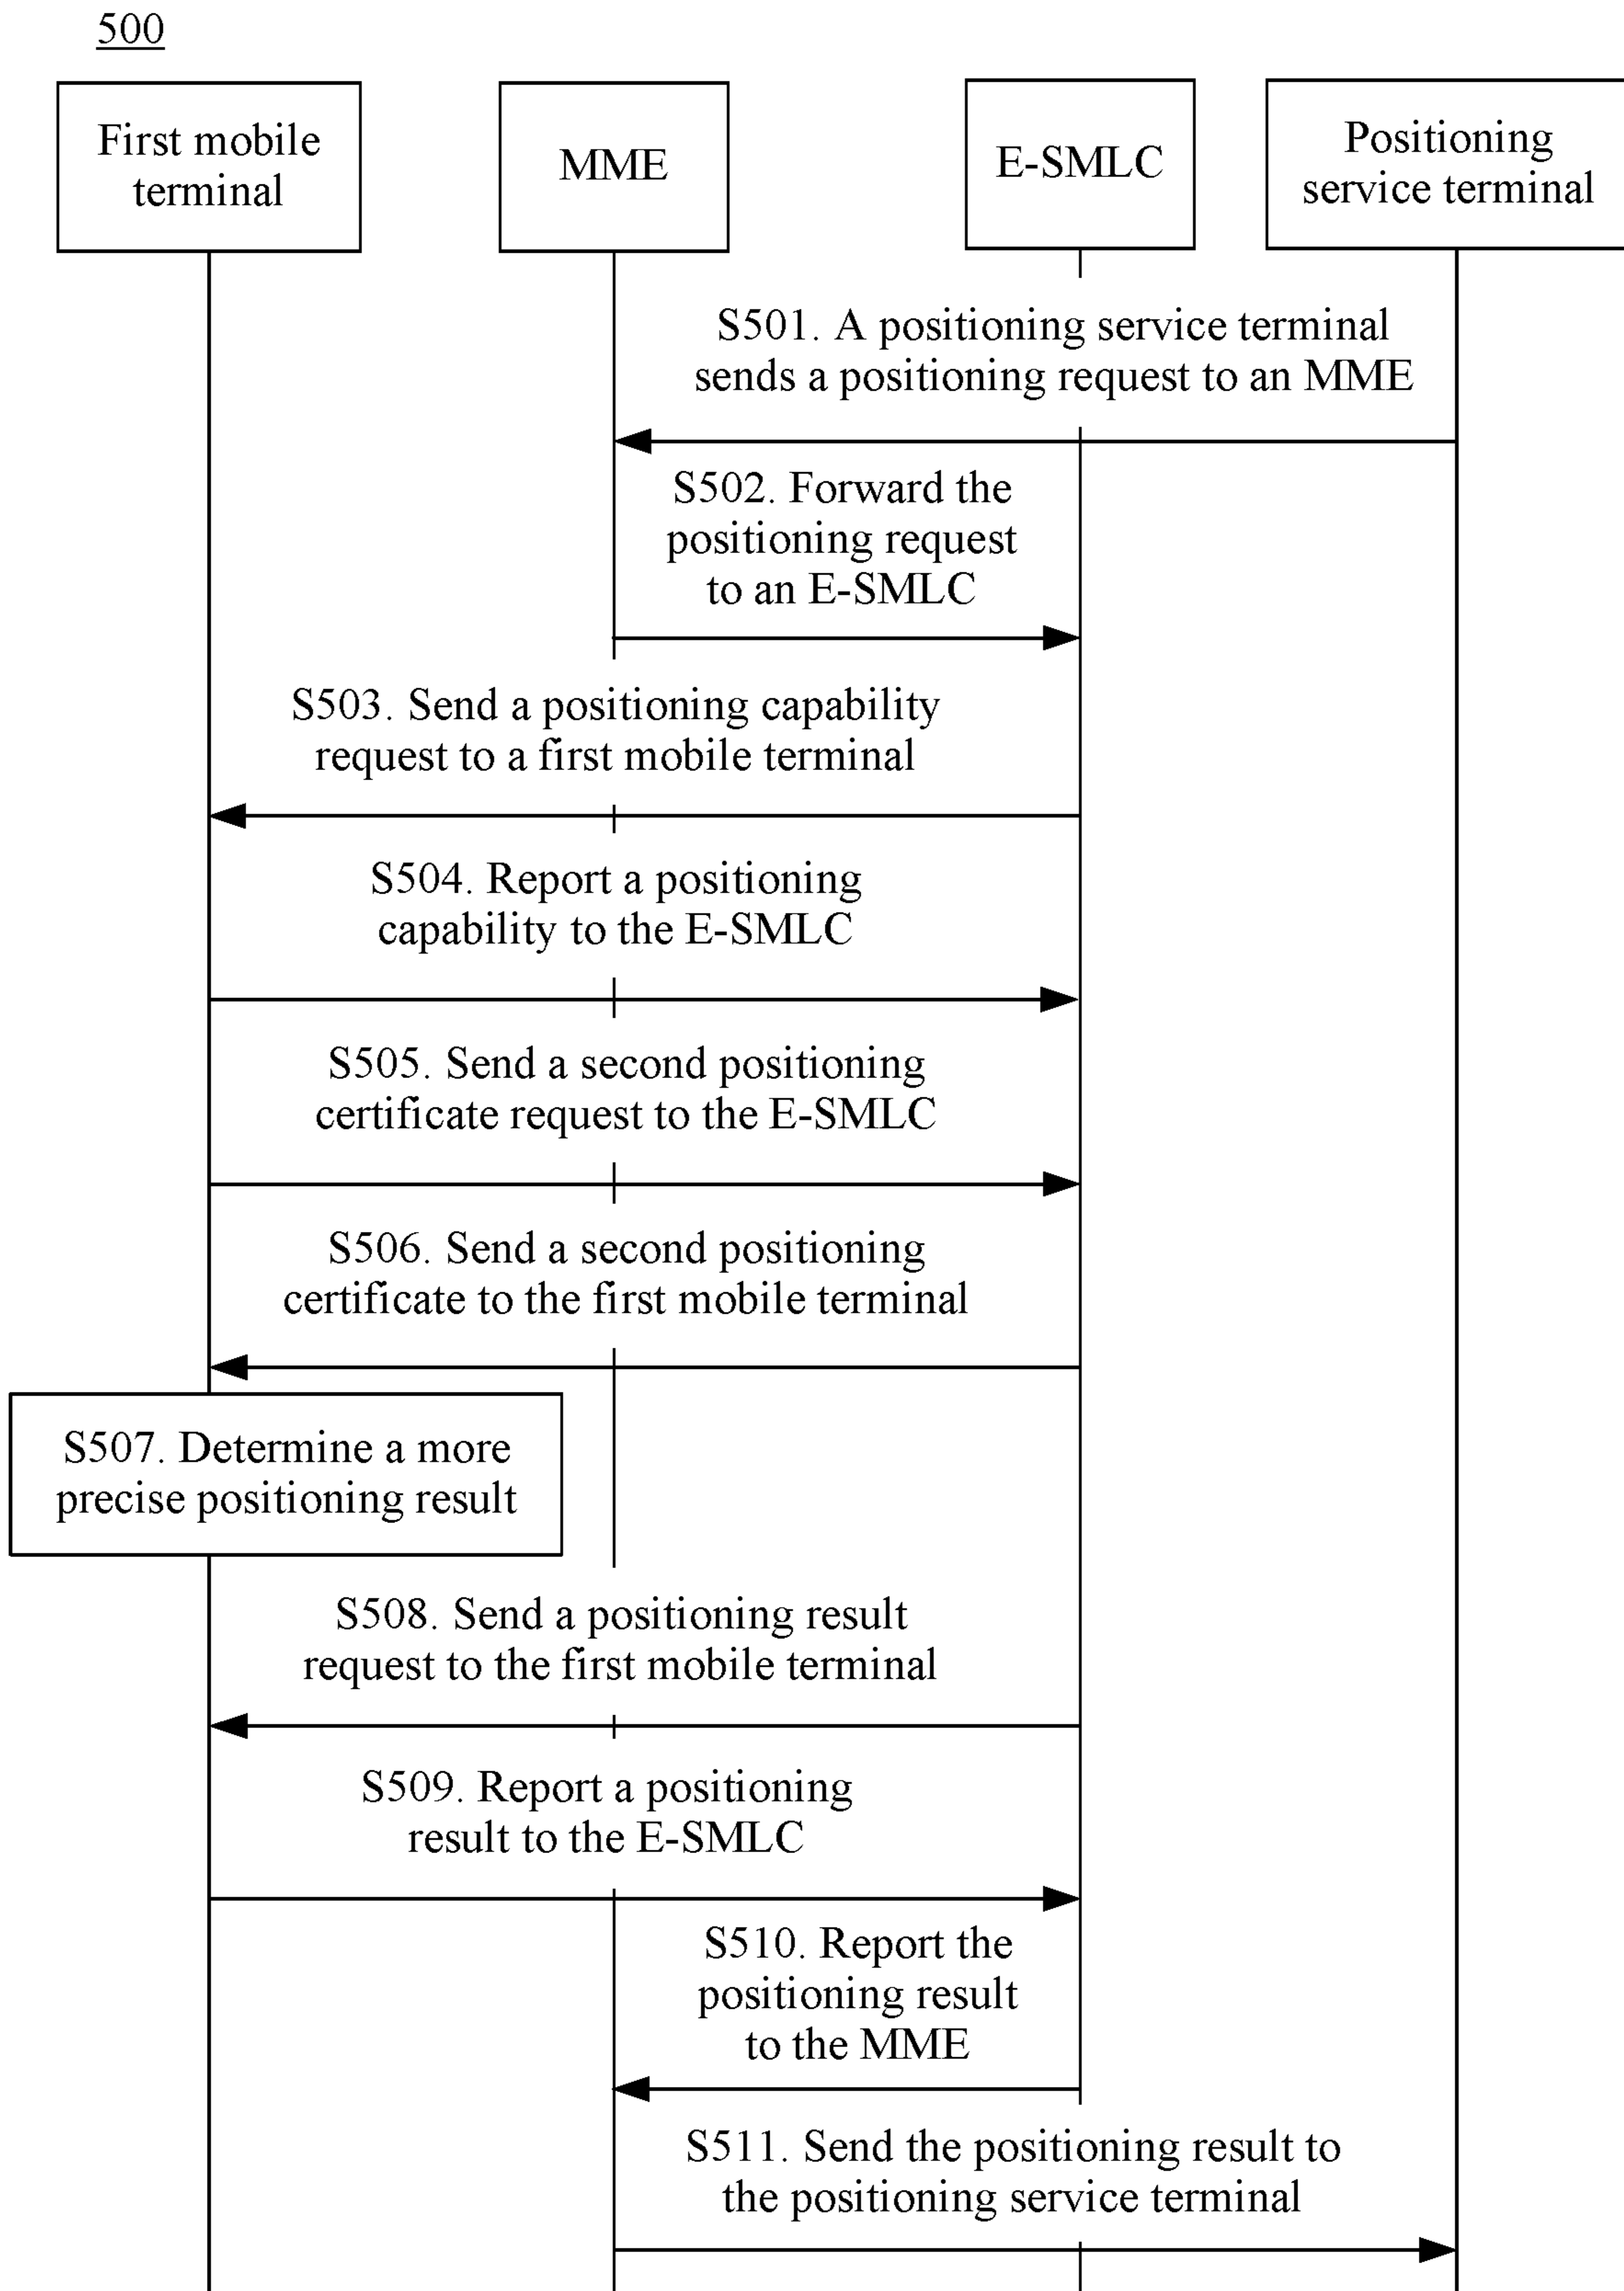 500
First mobile
terminal
MME
E-SMLC
Positioning
service terminal
S501. A positioning service terminal
sends a positioning request to an MME
S502. Forward the
positioning request
to an E-SMLC
S503. Send a positioning capability
request to a first mobile terminal
S504. Report a positioning
capability to the E-SMLC
S505. Send a second positioning
certificate request to the E-SMLC
S506. Send a second positioning
certificate to the first mobile terminal
S507. Determine a more
precise positioning result
S508. Send a positioning result
request to the first mobile terminal
S509. Report a positioning
result to the E-SMLC
S510. Report the
positioning result
to the MME
S511. Send the positioning result to
the positioning service terminal